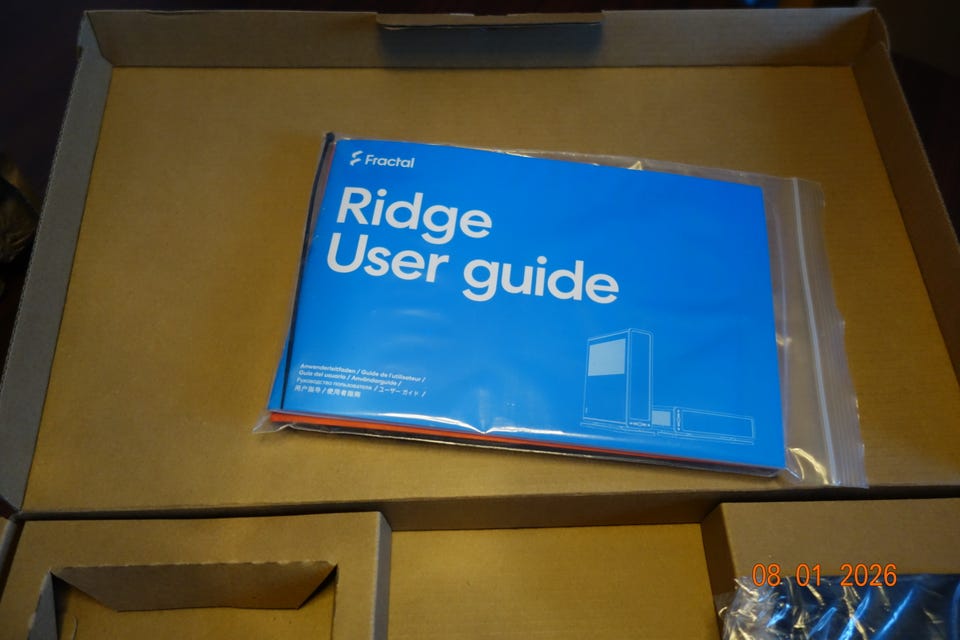 Fractal
Ridge
User guide
Anwenderleitfaden / Guide de l'utilisateur /
Guía del usuario / Användarguide /
Руководство пользователя / ユーザー ガイド /
用户指导 / 使用者指南
08 01 2026